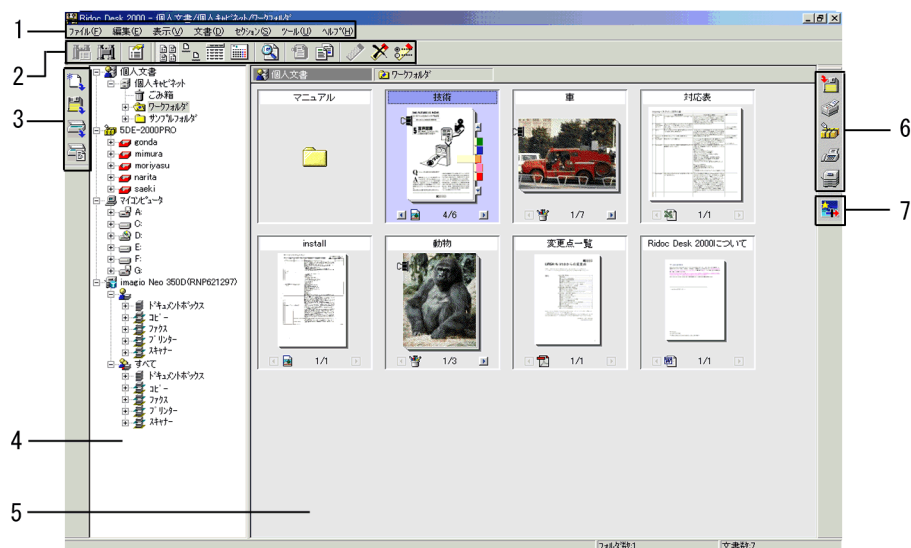 Ridoc Desk 2000 - 個人文書/個人キャビネット/ワークフォルダ
1
ファイル(F) 編集(E) 表示(V) 文書(D) セクション(S) ツール(U) ヘルプ(H)
2
3
個人文書
個人キャビネット
ごみ箱
ワークフォルダ
サンプルフォルダ
5DE-2000PRO
gonda
mimura
moriyasu
narita
saeki
マイコンピュータ
A:
C:
D:
E:
F:
G:
imagio Neo 350D(RNP621297)
ドキュメントボックス
コピー
ファクス
プリンター
スキャナー
すべて
ドキュメントボックス
コピー
ファクス
プリンター
スキャナー
4
5
個人文書
ワークフォルダ
マニュアル
技術
4/6
車
1/7
対応表
1/1
install
1/1
動物
1/3
変更点一覧
1/1
Ridoc Desk 2000について
1/1
6
7
フォルダ数:1
文書数:7